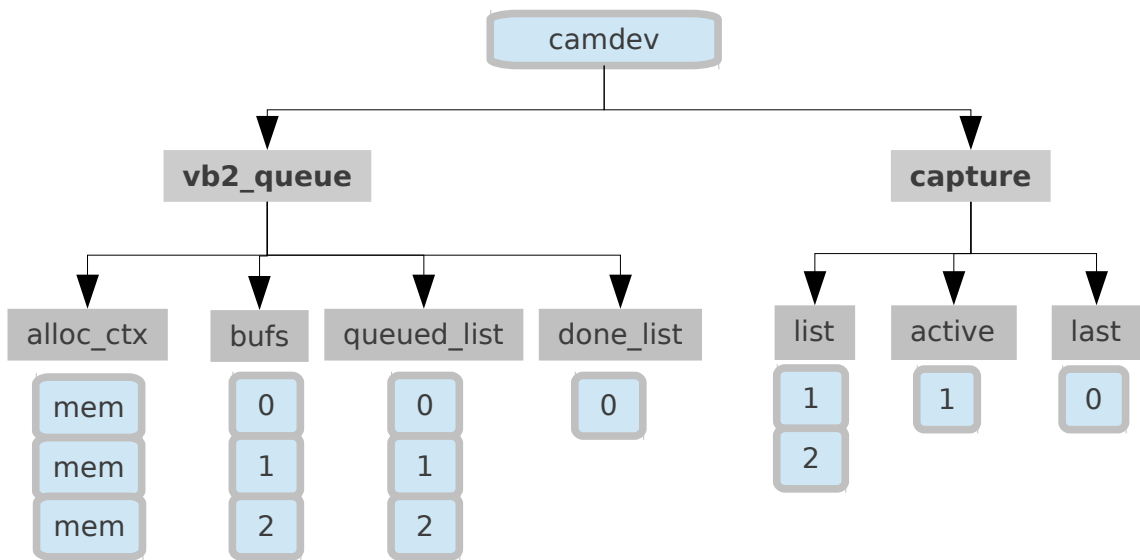 camdev
vb2_queue
capture
alloc_ctx
bufs
queued_list
done_list
list
active
last
mem
mem
mem
0
1
2
0
1
2
0
1
2
1
0